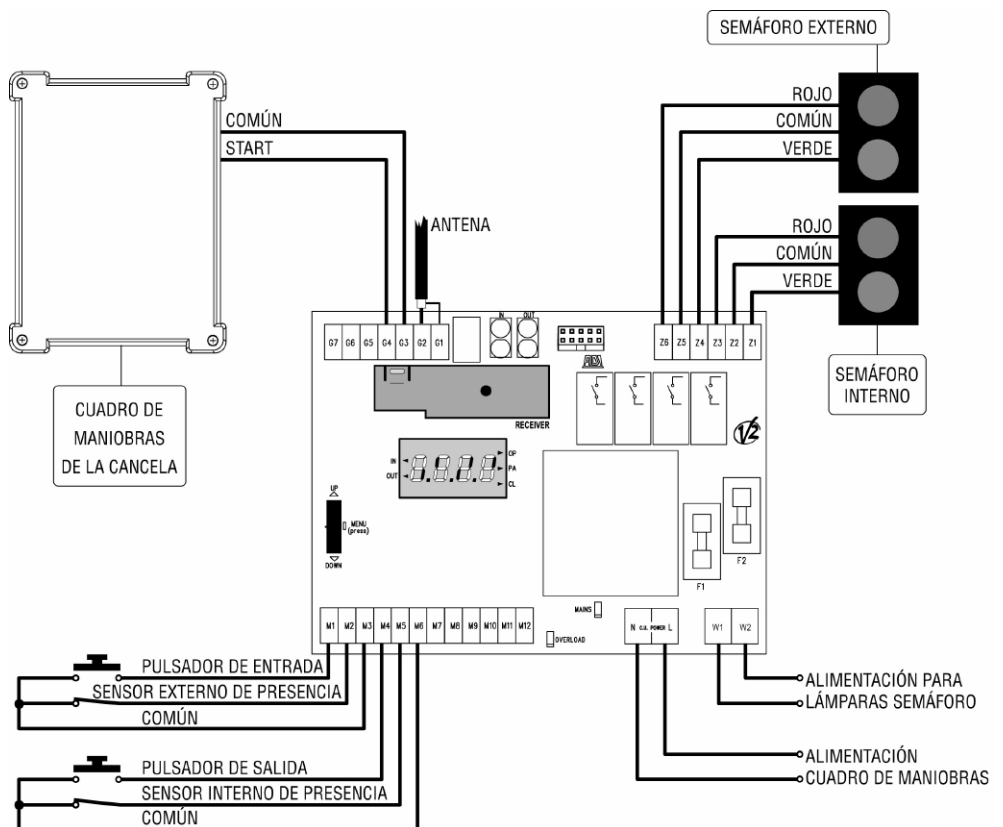 SEMÁFORO EXTERNO
ROJO
COMÚN
VERDE
COMÚN
START
ANTENA
ROJO
COMÚN
VERDE
SEMÁFORO
INTERNO
CUADRO DE
MANIOBRAS
DE LA CANCELA
G7 G6 G5 G4 G3 G2 G1
IN OUT
Z6 Z5 Z4 Z3 Z2 Z1
V2
RECEIVER
IN
OUT
OP
PA
CL
UP
MENU
(press)
DOWN
F1
F2
MAINS
OVERLOAD
M1 M2 M3 M4 M5 M6 M7 M8 M9 M10 M11 M12
N C.U. POWER L
W1 W2
PULSADOR DE ENTRADA
SENSOR EXTERNO DE PRESENCIA
COMÚN
PULSADOR DE SALIDA
SENSOR INTERNO DE PRESENCIA
COMÚN
ALIMENTACIÓN PARA
LÁMPARAS SEMÁFORO
ALIMENTACIÓN
CUADRO DE MANIOBRAS